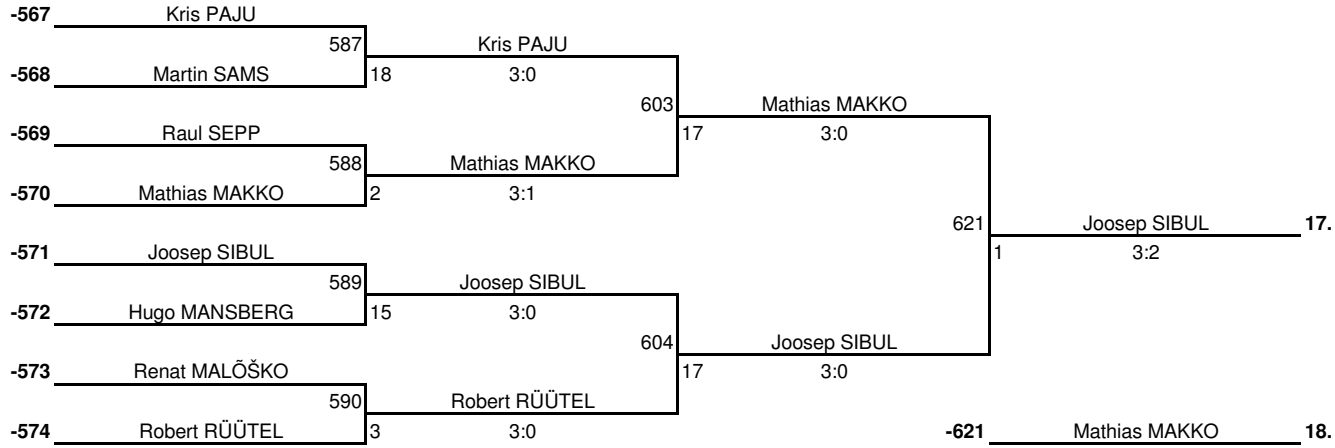 -567 Kris PAJU
587 Kris PAJU
-568 Martin SAMS 18 3:0
603 Mathias MAKKO
-569 Raul SEPP 17 3:0
588 Mathias MAKKO
-570 Mathias MAKKO 2 3:1
621 Joosep SIBUL 17.
-571 Joosep SIBUL 1 3:2
589 Joosep SIBUL
-572 Hugo MANSBERG 15 3:0
604 Joosep SIBUL
-573 Renat MALÕŠKO 17 3:0
590 Robert RÜÜTEL
-574 Robert RÜÜTEL 3 3:0 -621 Mathias MAKKO 18.